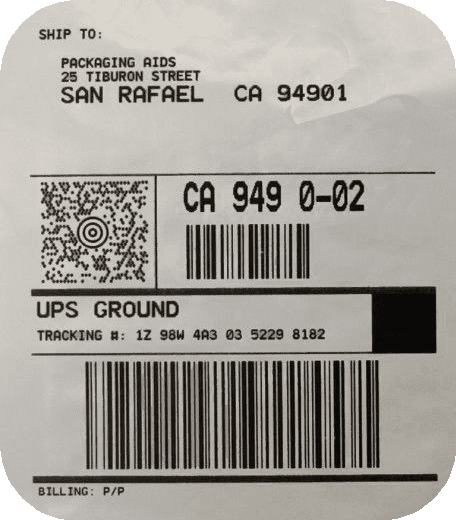 SHIP TO:
PACKAGING AIDS
25 TIBURON STREET
SAN RAFAEL CA 94901
CA 949 0-02
UPS GROUND
TRACKING #: 1Z 98W 4A3 03 5229 8182
BILLING: P/P